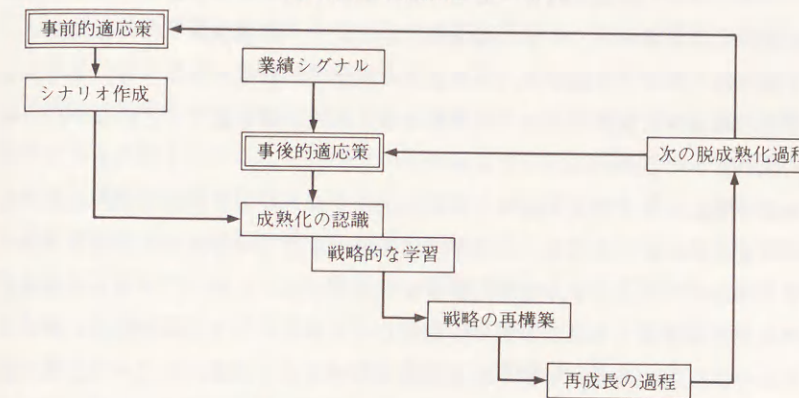 事前的適応策
業績シグナル
シナリオ作成
事後的適応策
次の脱成熟化過程
成熟化の認識
戦略的な学習
戦略の再構築
再成長の過程